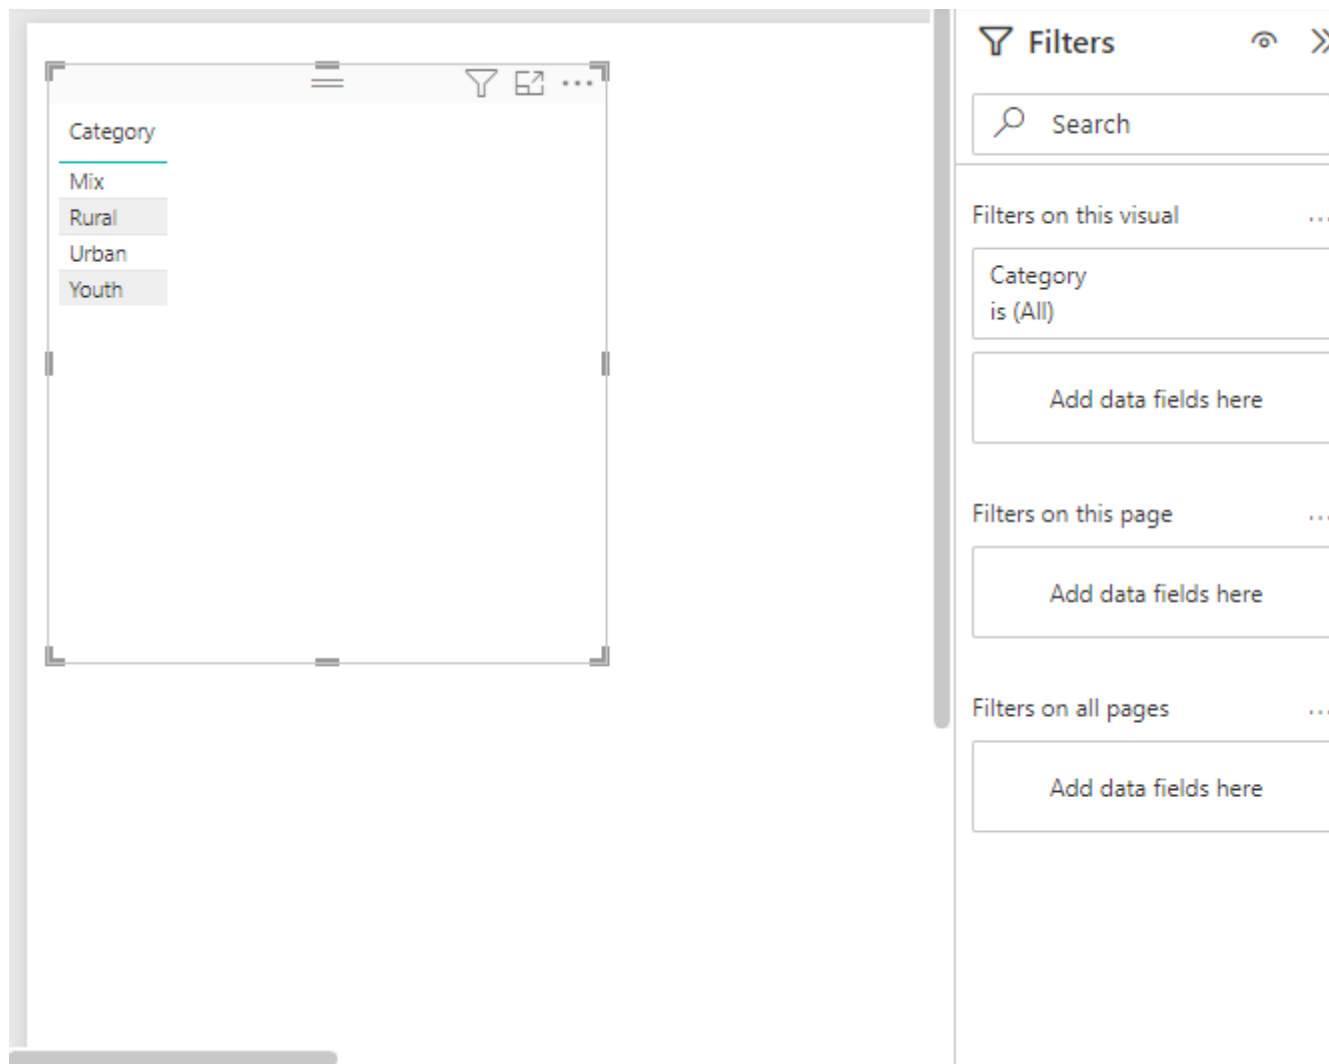 Category
Mix
Rural
Urban
Youth
Filters
Search
Filters on this visual
Category
is (All)
Add data fields here
Filters on this page
Add data fields here
Filters on all pages
Add data fields here